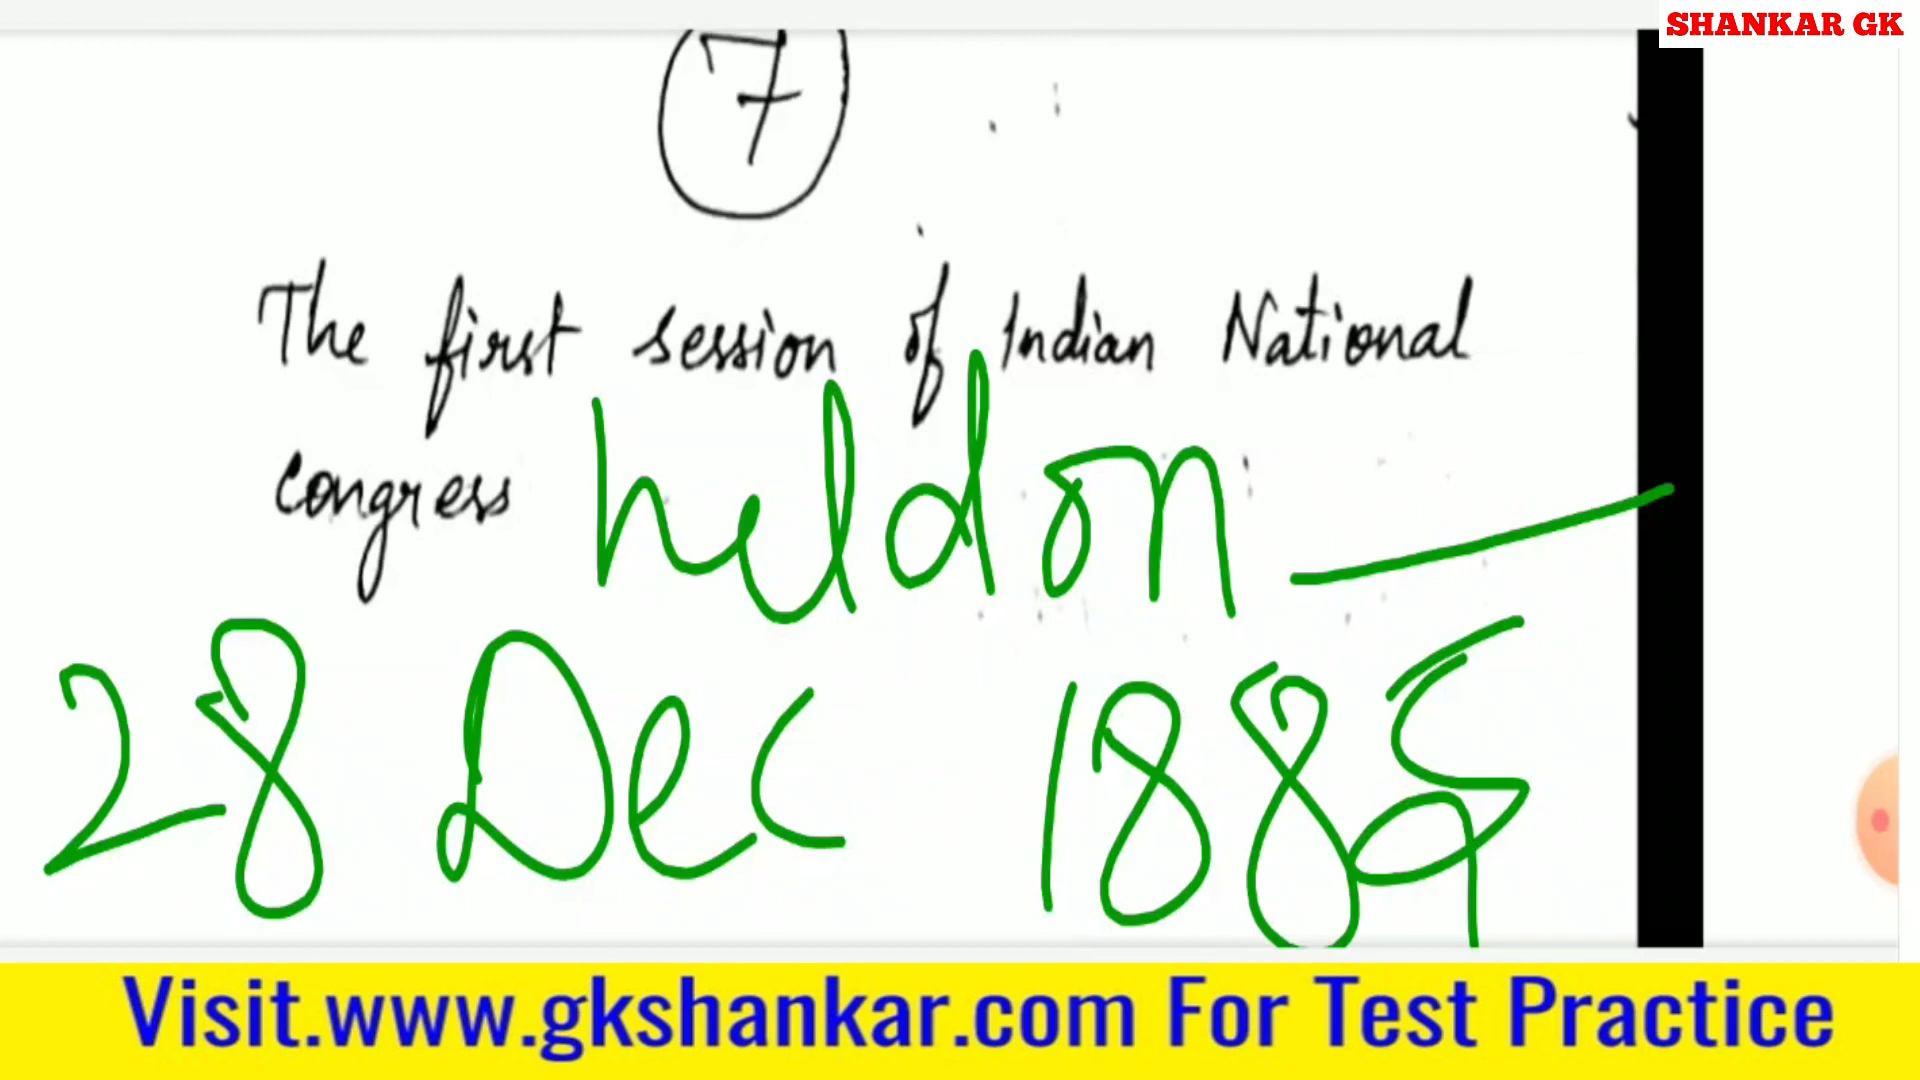 SHANKAR GK
7
The first session of Indian National
congress held on
28 Dec 1885
Visit.www.gkshankar.com For Test Practice